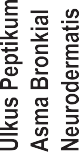 Ulkus Peptikum
Asma Bronkial
Neurodermatis